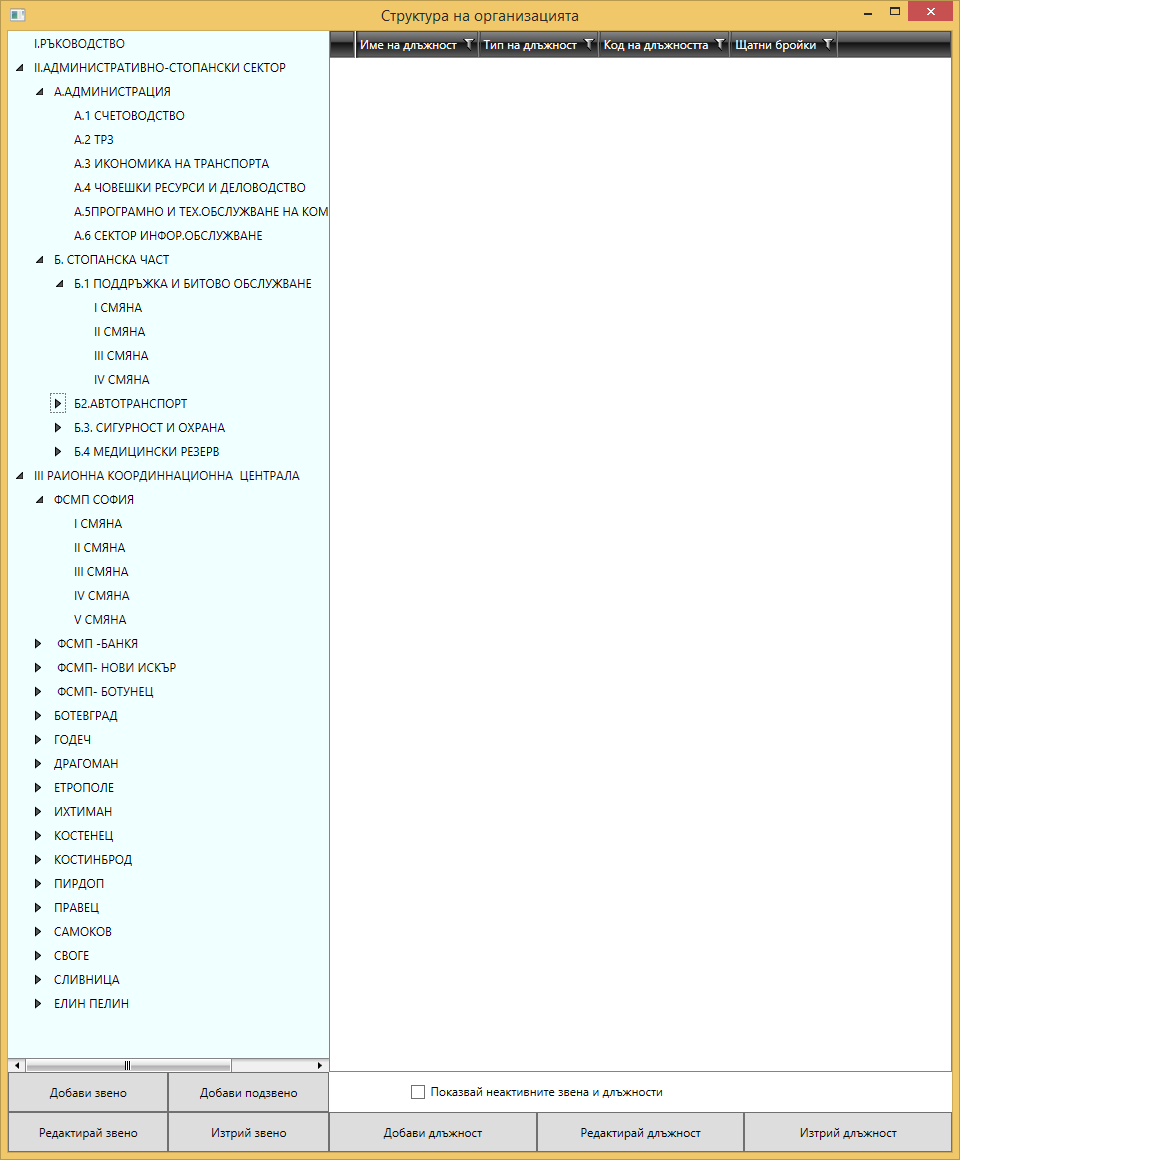 Структура на организацията
I.РЪКОВОДСТВО
II.АДМИНИСТРАТИВНО-СТОПАНСКИ СЕКТОР
А.АДМИНИСТРАЦИЯ
А.1 СЧЕТОВОДСТВО
А.2 ТРЗ
А.3 ИКОНОМИКА НА ТРАНСПОРТА
А.4 ЧОВЕШКИ РЕСУРСИ И ДЕЛОВОДСТВО
А.5ПРОГРАМНО И ТЕХ.ОБСЛУЖВАНЕ НА КОМ
А.6 СЕКТОР ИНФОР.ОБСЛУЖВАНЕ
Б. СТОПАНСКА ЧАСТ
Б.1 ПОДДРЪЖКА И БИТОВО ОБСЛУЖВАНЕ
I СМЯНА
II СМЯНА
III СМЯНА
IV СМЯНА
Б2.АВТОТРАНСПОРТ
Б.3. СИГУРНОСТ И ОХРАНА
Б.4 МЕДИЦИНСКИ РЕЗЕРВ
III РАИОННА КООРДИННАЦИОННА  ЦЕНТРАЛА
ФСМП СОФИЯ
I СМЯНА
II СМЯНА
III СМЯНА
IV СМЯНА
V СМЯНА
ФСМП -БАНКЯ
ФСМП- НОВИ ИСКЪР
ФСМП- БОТУНЕЦ
БОТЕВГРАД
ГОДЕЧ
ДРАГОМАН
ЕТРОПОЛЕ
ИХТИМАН
КОСТЕНЕЦ
КОСТИНБРОД
ПИРДОП
ПРАВЕЦ
САМОКОВ
СВОГЕ
СЛИВНИЦА
ЕЛИН ПЕЛИН
Име на длъжност Тип на длъжност Код на длъжността Щатни бройки
Добави звено Добави подзвено
Показвай неактивните звена и длъжности
Редактирай звено Изтрий звено Добави длъжност Редактирай длъжност Изтрий длъжност